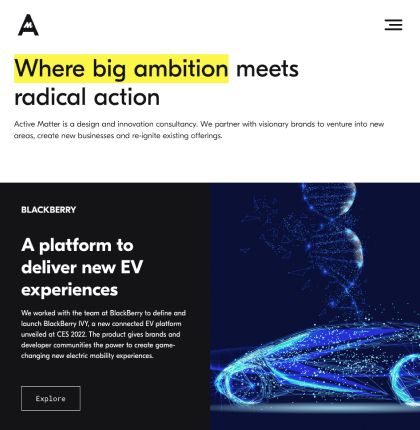 Where big ambition meets
radical action
Active Matter is a design and innovation consultancy. We partner with visionary brands to venture into new
areas, create new businesses and re-ignite existing offerings.
BLACKBERRY
A platform to
deliver new EV
experiences
We worked with the team at BlackBerry to define and
launch BlackBerry IVY, a new connected EV platform
unveiled at CES 2022. The product gives brands and
developer communities the power to create game-
changing new electric mobility experiences.
Explore